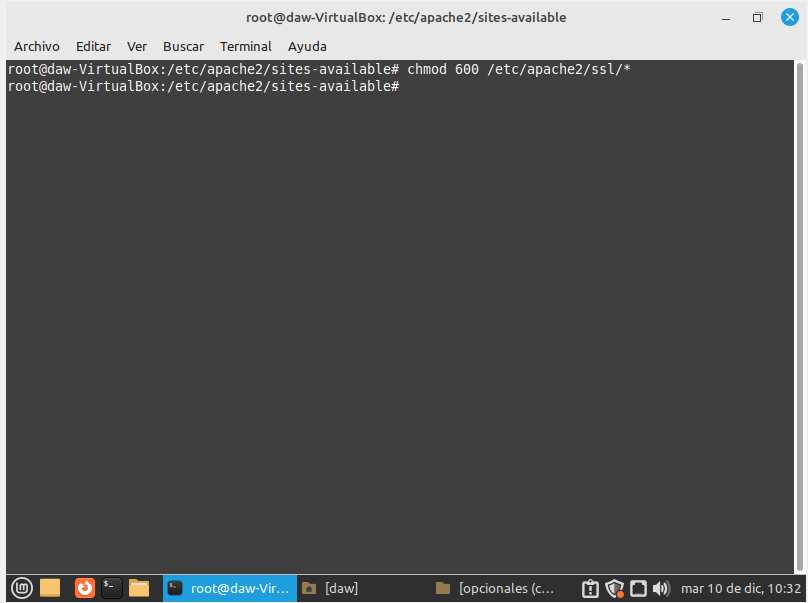 root@daw-VirtualBox: /etc/apache2/sites-available
Archivo Editar Ver Buscar Terminal Ayuda
root@daw-VirtualBox:/etc/apache2/sites-available# chmod 600 /etc/apache2/ssl/*
root@daw-VirtualBox:/etc/apache2/sites-available#
root@daw-Vir... [daw] [opcionales (c... mar 10 de dic, 10:32